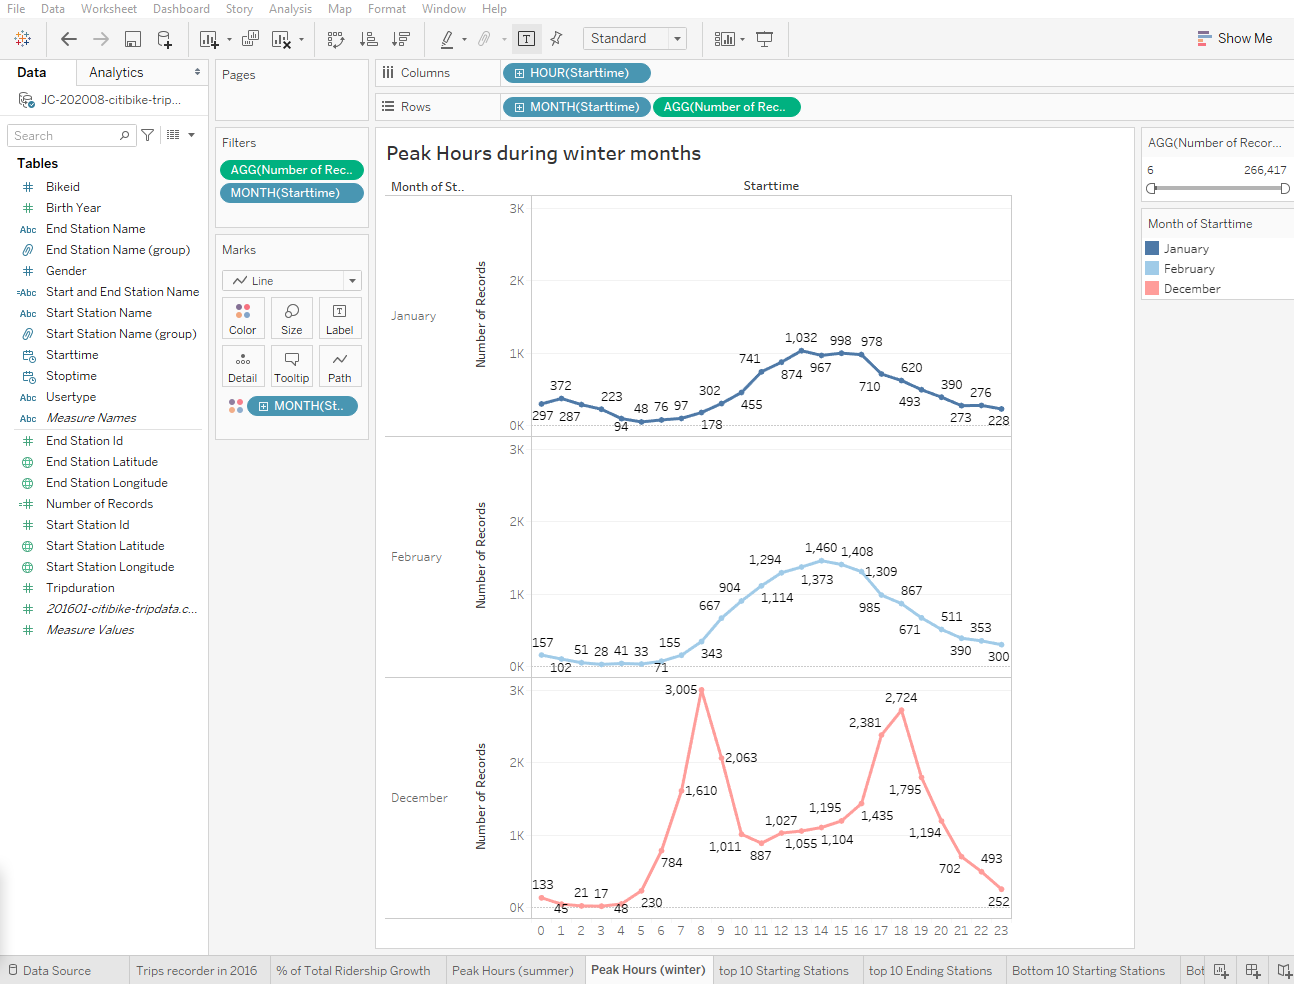 File Data Worksheet Dashboard Story Analysis Map Format Window Help
T Standard Show Me
Data Analytics
JC-202008-citibike-trip...
Search
Tables
# Bikeid
# Birth Year
Abc End Station Name
End Station Name (group)
# Gender
=Abc Start and End Station Name
Abc Start Station Name
Start Station Name (group)
Starttime
Stoptime
Abc Usertype
Abc Measure Names
# End Station Id
End Station Latitude
End Station Longitude
=# Number of Records
# Start Station Id
Start Station Latitude
Start Station Longitude
# Tripduration
# 201601-citibike-tripdata.c...
# Measure Values
Pages
Filters
AGG(Number of Rec..
MONTH(Starttime)
Marks
Line
Color Size Label
Detail Tooltip Path
MONTH(St..
Columns HOUR(Starttime)
Rows MONTH(Starttime) AGG(Number of Rec..
Peak Hours during winter months
Month of St.. Starttime
January
Number of Records
3K
2K
1K
0K
297 372 287 223 94 48 76 97 178 302 455 741 874 1,032 967 998 978 710 620 493 390 273 276 228
February
Number of Records
3K
2K
1K
0K
157 102 51 28 41 33 71 155 343 667 904 1,114 1,294 1,373 1,460 1,408 1,309 985 867 671 511 390 353 300
December
Number of Records
3K
2K
1K
0K
133 45 21 17 48 230 784 1,610 3,005 2,063 1,011 887 1,027 1,055 1,195 1,104 1,435 2,381 2,724 1,795 1,194 702 493 252
0 1 2 3 4 5 6 7 8 9 10 11 12 13 14 15 16 17 18 19 20 21 22 23
AGG(Number of Recor...
6 266,417
Month of Starttime
January
February
December
Data Source Trips recorder in 2016 % of Total Ridership Growth Peak Hours (summer) Peak Hours (winter) top 10 Starting Stations top 10 Ending Stations Bottom 10 Starting Stations Bot